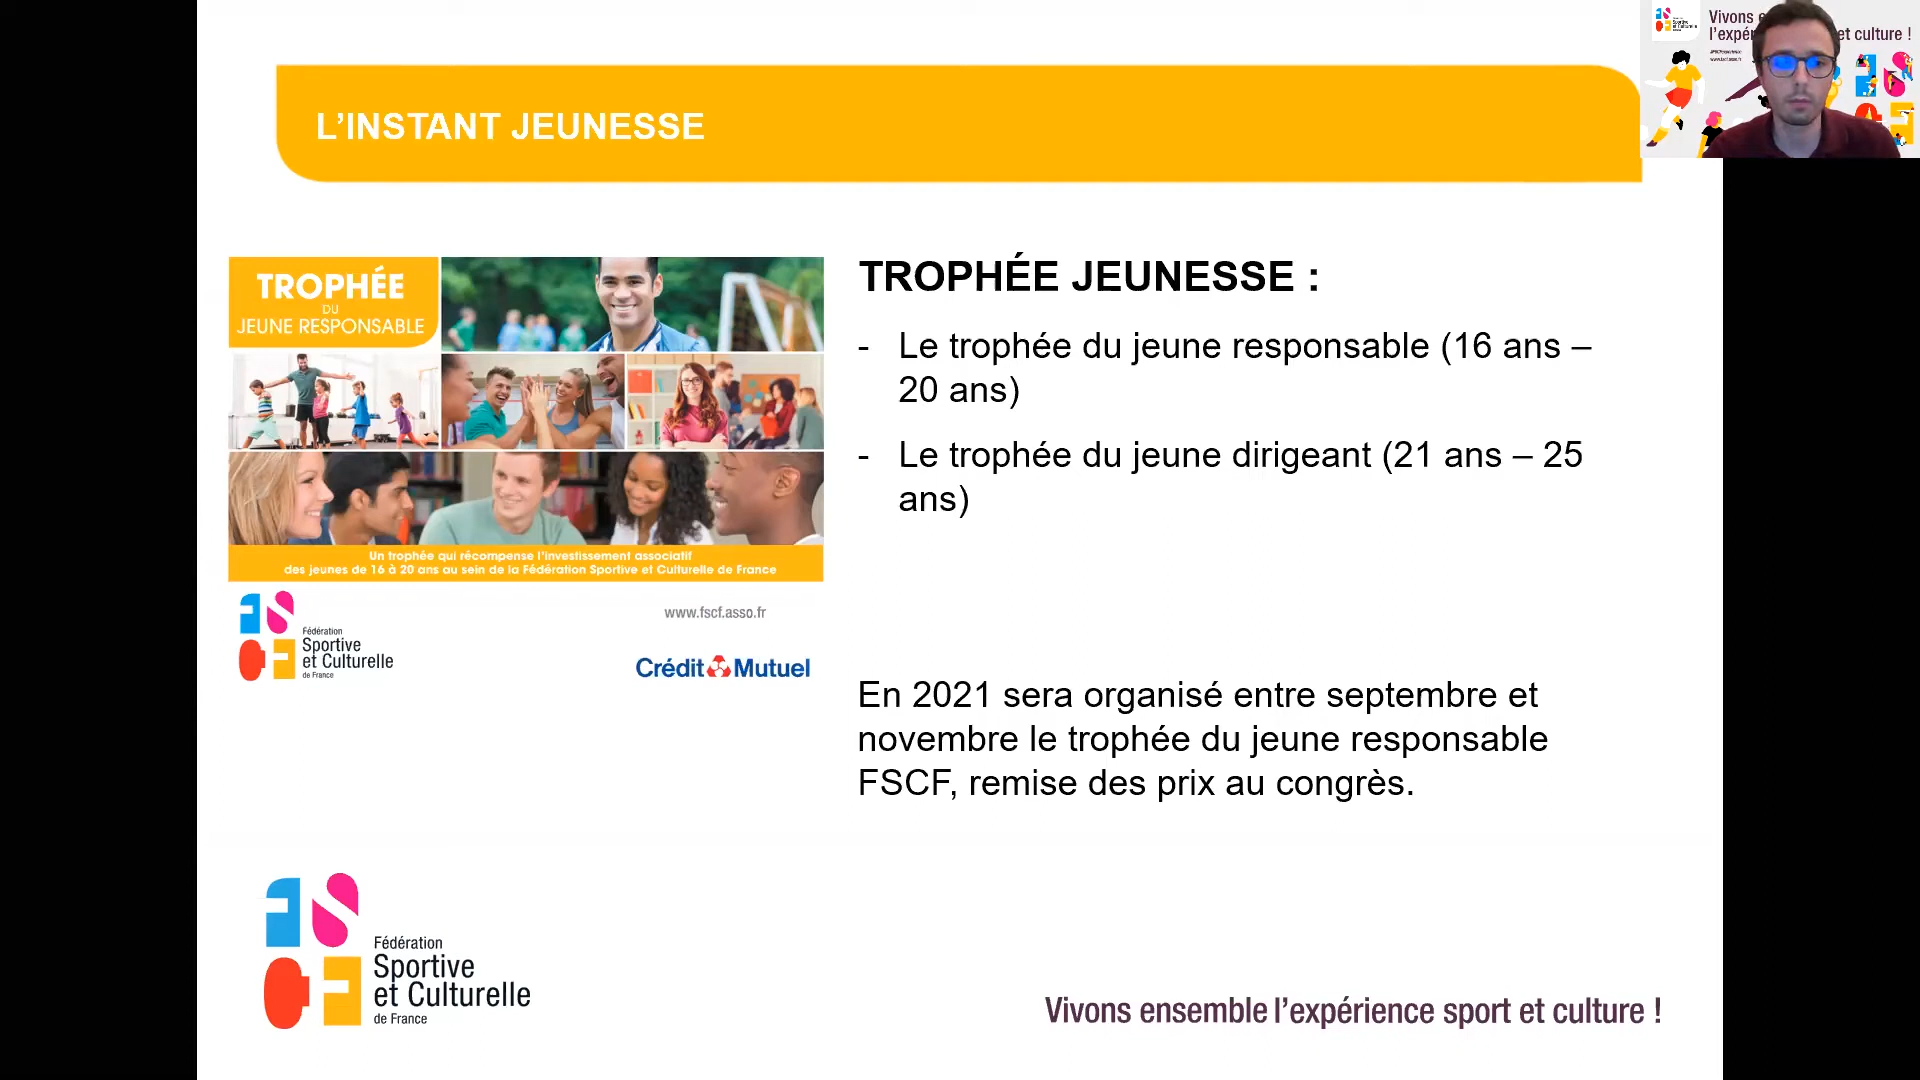 L'INSTANT JEUNESSE
Vivons e
l'expér
et culture !
TROPHÉE
DU
JEUNE RESPONSABLE
Un trophée qui récompense l'investissement associatif
des jeunes de 16 à 20 ans au sein de la Fédération Sportive et Culturelle de France
Fédération
Sportive
et Culturelle
de France
www.fscf.asso.fr
Crédit Mutuel
TROPHÉE JEUNESSE :
- Le trophée du jeune responsable (16 ans –
20 ans)
- Le trophée du jeune dirigeant (21 ans – 25
ans)
En 2021 sera organisé entre septembre et
novembre le trophée du jeune responsable
FSCF, remise des prix au congrès.
FS
CF
Fédération
Sportive
et Culturelle
de France
Vivons ensemble l'expérience sport et culture !